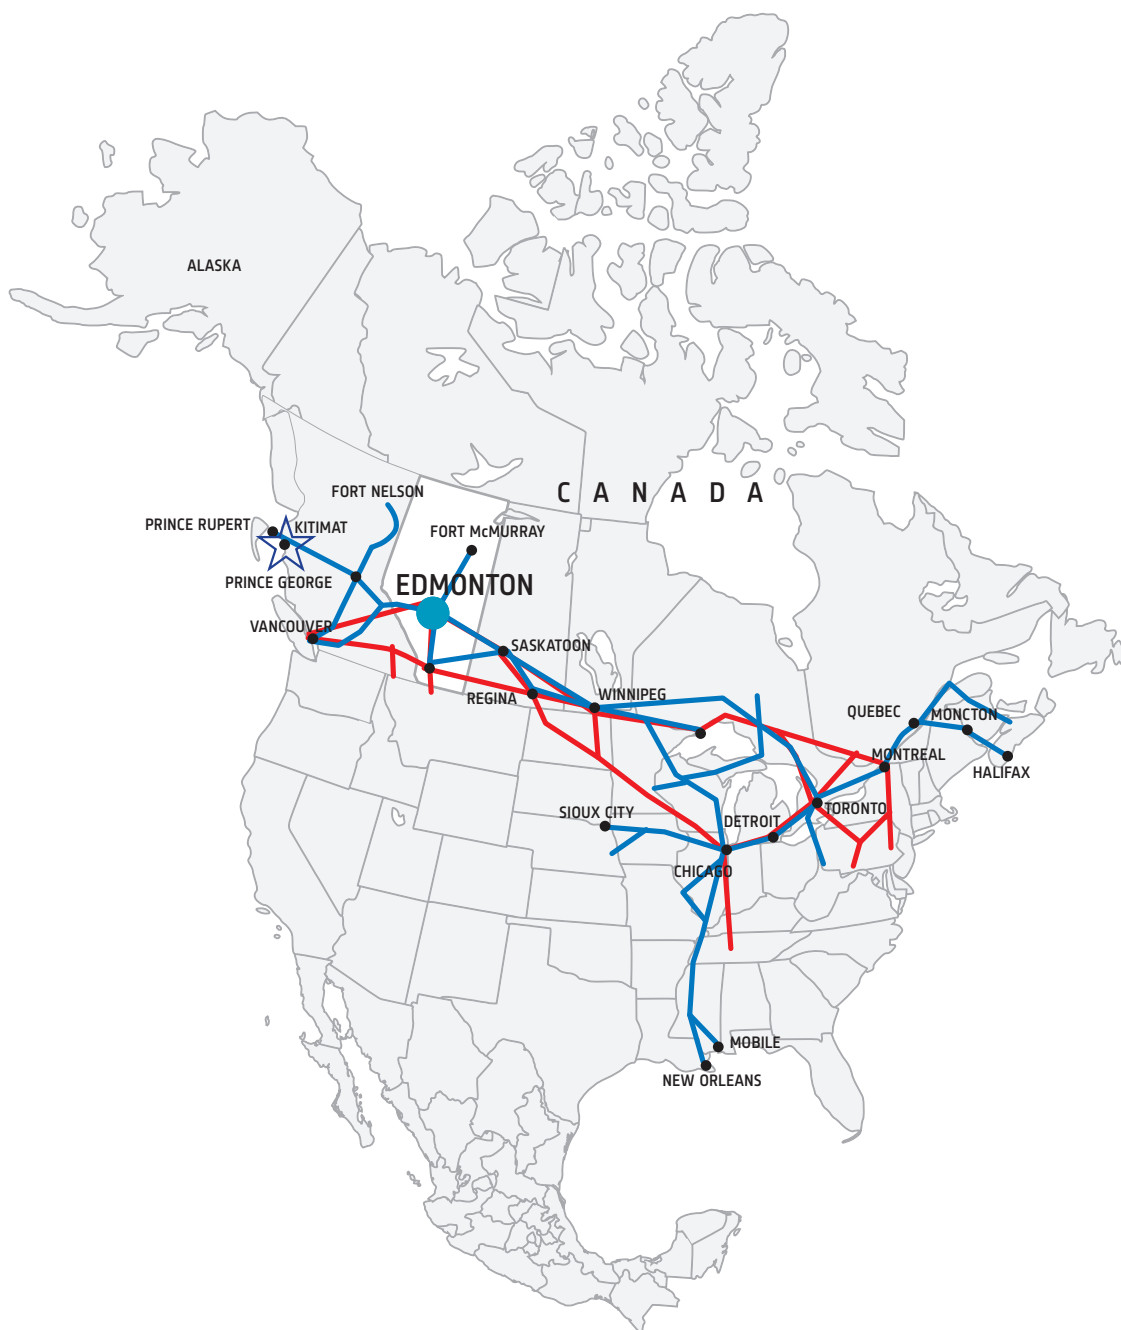 ALASKA
C A N A D A
FORT NELSON
PRINCE RUPERT
KITIMAT
FORT McMURRAY
PRINCE GEORGE
EDMONTON
VANCOUVER
SASKATOON
REGINA
WINNIPEG
QUEBEC
MONCTON
MONTREAL
HALIFAX
SIOUX CITY
DETROIT
TORONTO
CHICAGO
MOBILE
NEW ORLEANS